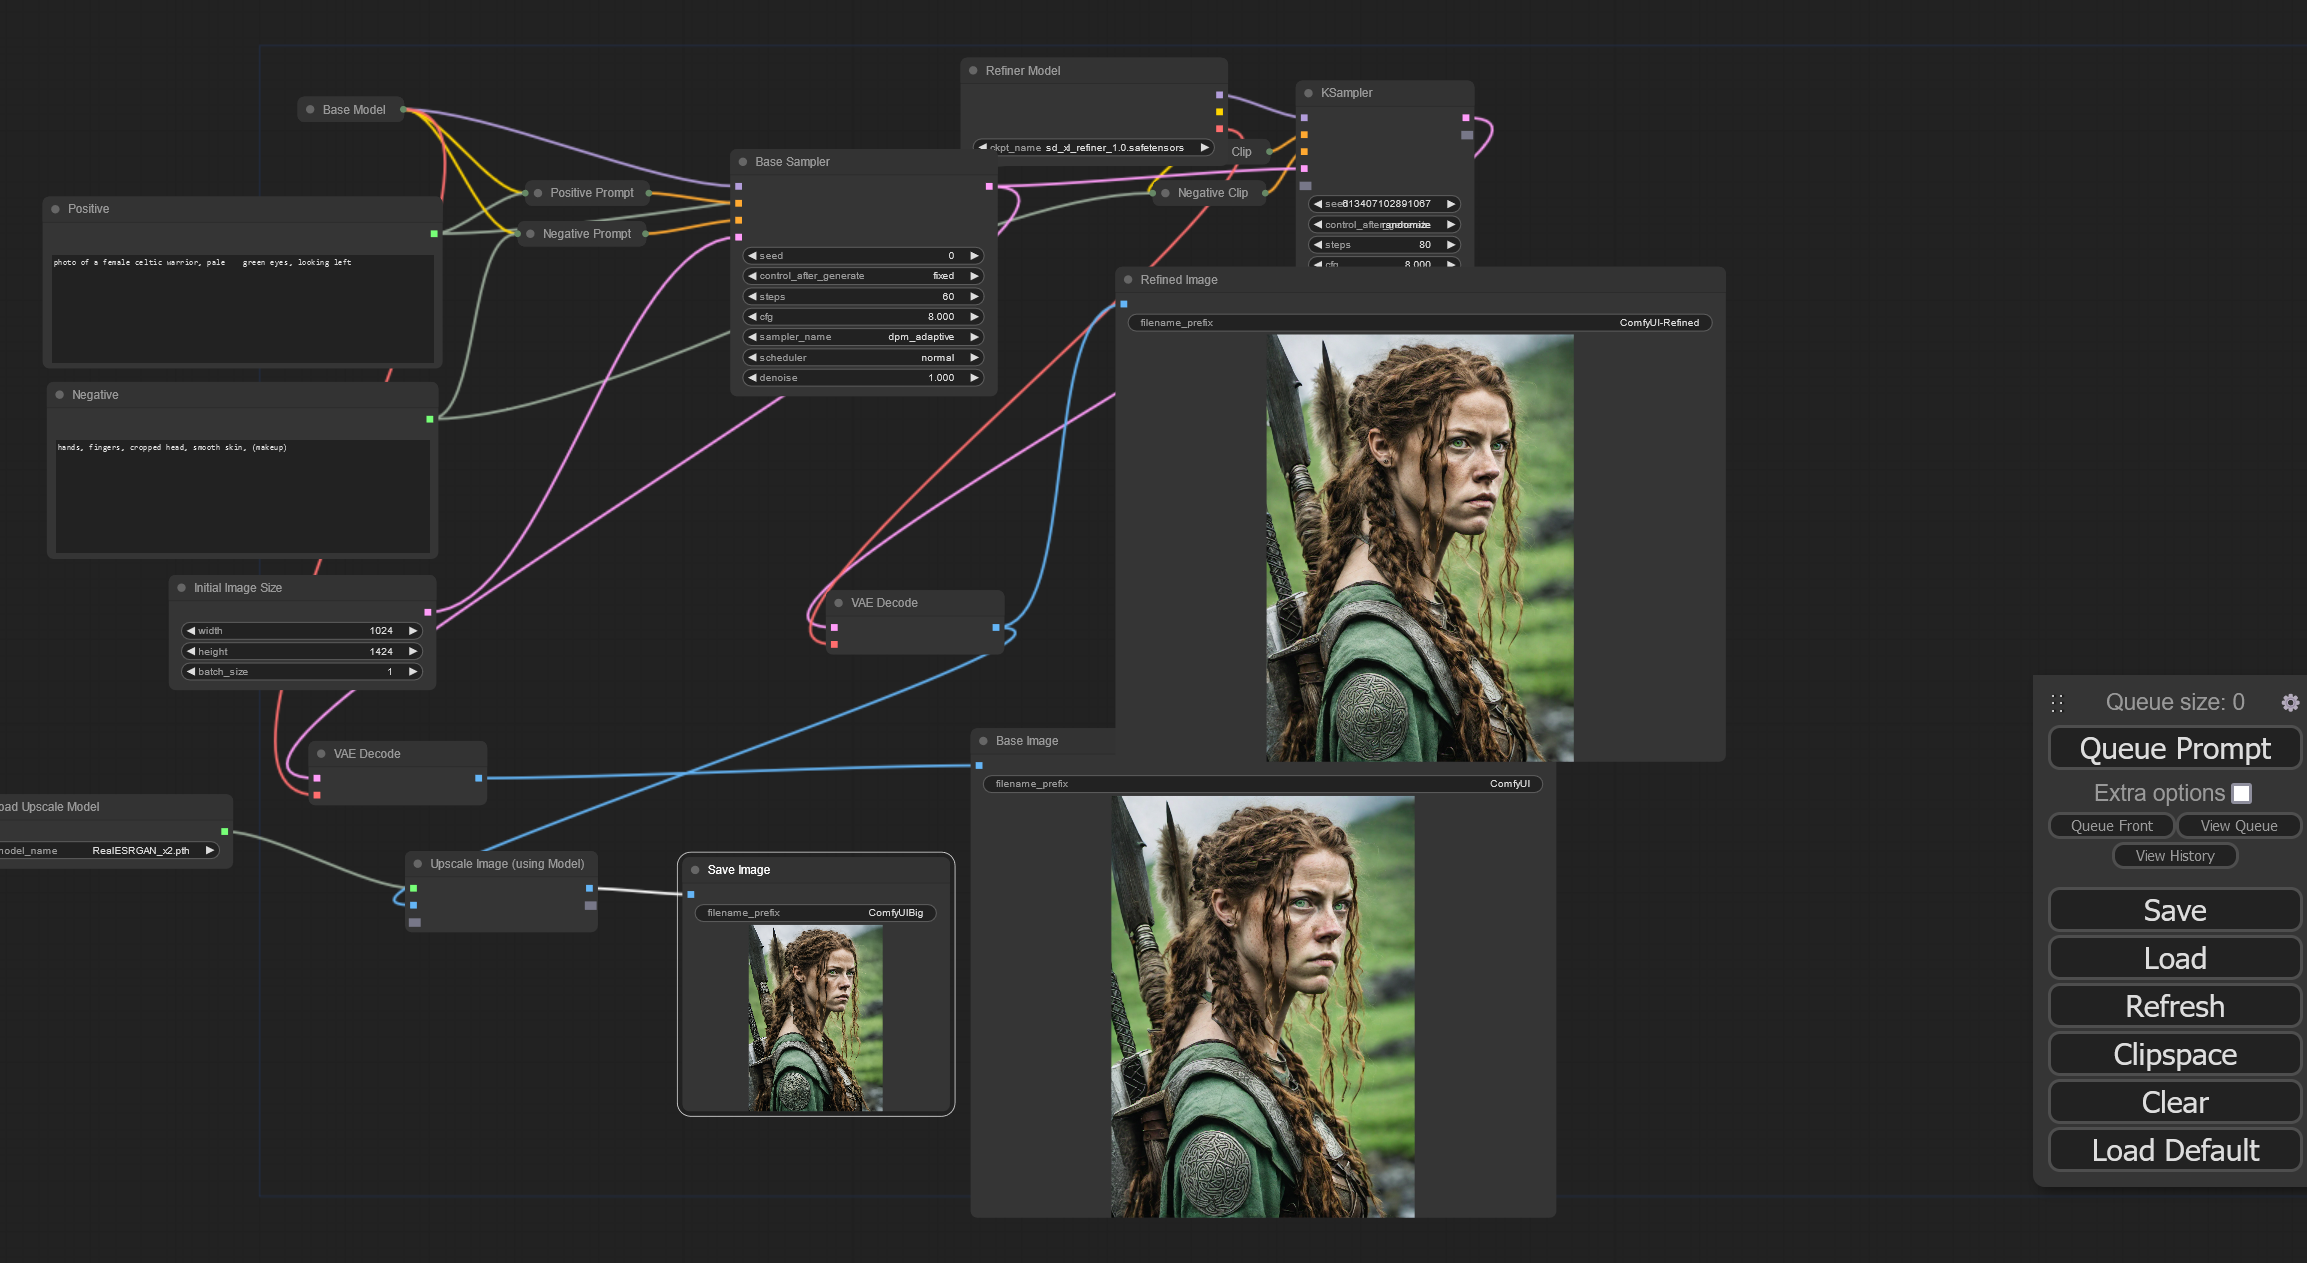 Refiner Model
ckpt_name sd_xl_refiner_1.0.safetensors
KSampler
Base Model
Clip
Base Sampler
Positive Prompt
Negative Clip
Negative Prompt
seed 613407102891067
control_after randomize
steps 80
cfg 8.000
Positive
photo of a female celtic warrior, pale green eyes, looking left
seed 0
control_after_generate fixed
steps 60
cfg 8.000
sampler_name dpm_adaptive
scheduler normal
denoise 1.000
Refined Image
filename_prefix ComfyUI-Refined
Negative
hands, fingers, cropped head, smooth skin, (makeup)
Initial Image Size
width 1024
height 1424
batch_size 1
VAE Decode
VAE Decode
Base Image
filename_prefix ComfyUI
oad Upscale Model
model_name RealESRGAN_x2.pth
Upscale Image (using Model)
Save Image
filename_prefix ComfyUIBig
Queue size: 0
Queue Prompt
Extra options
Queue Front View Queue
View History
Save
Load
Refresh
Clipspace
Clear
Load Default